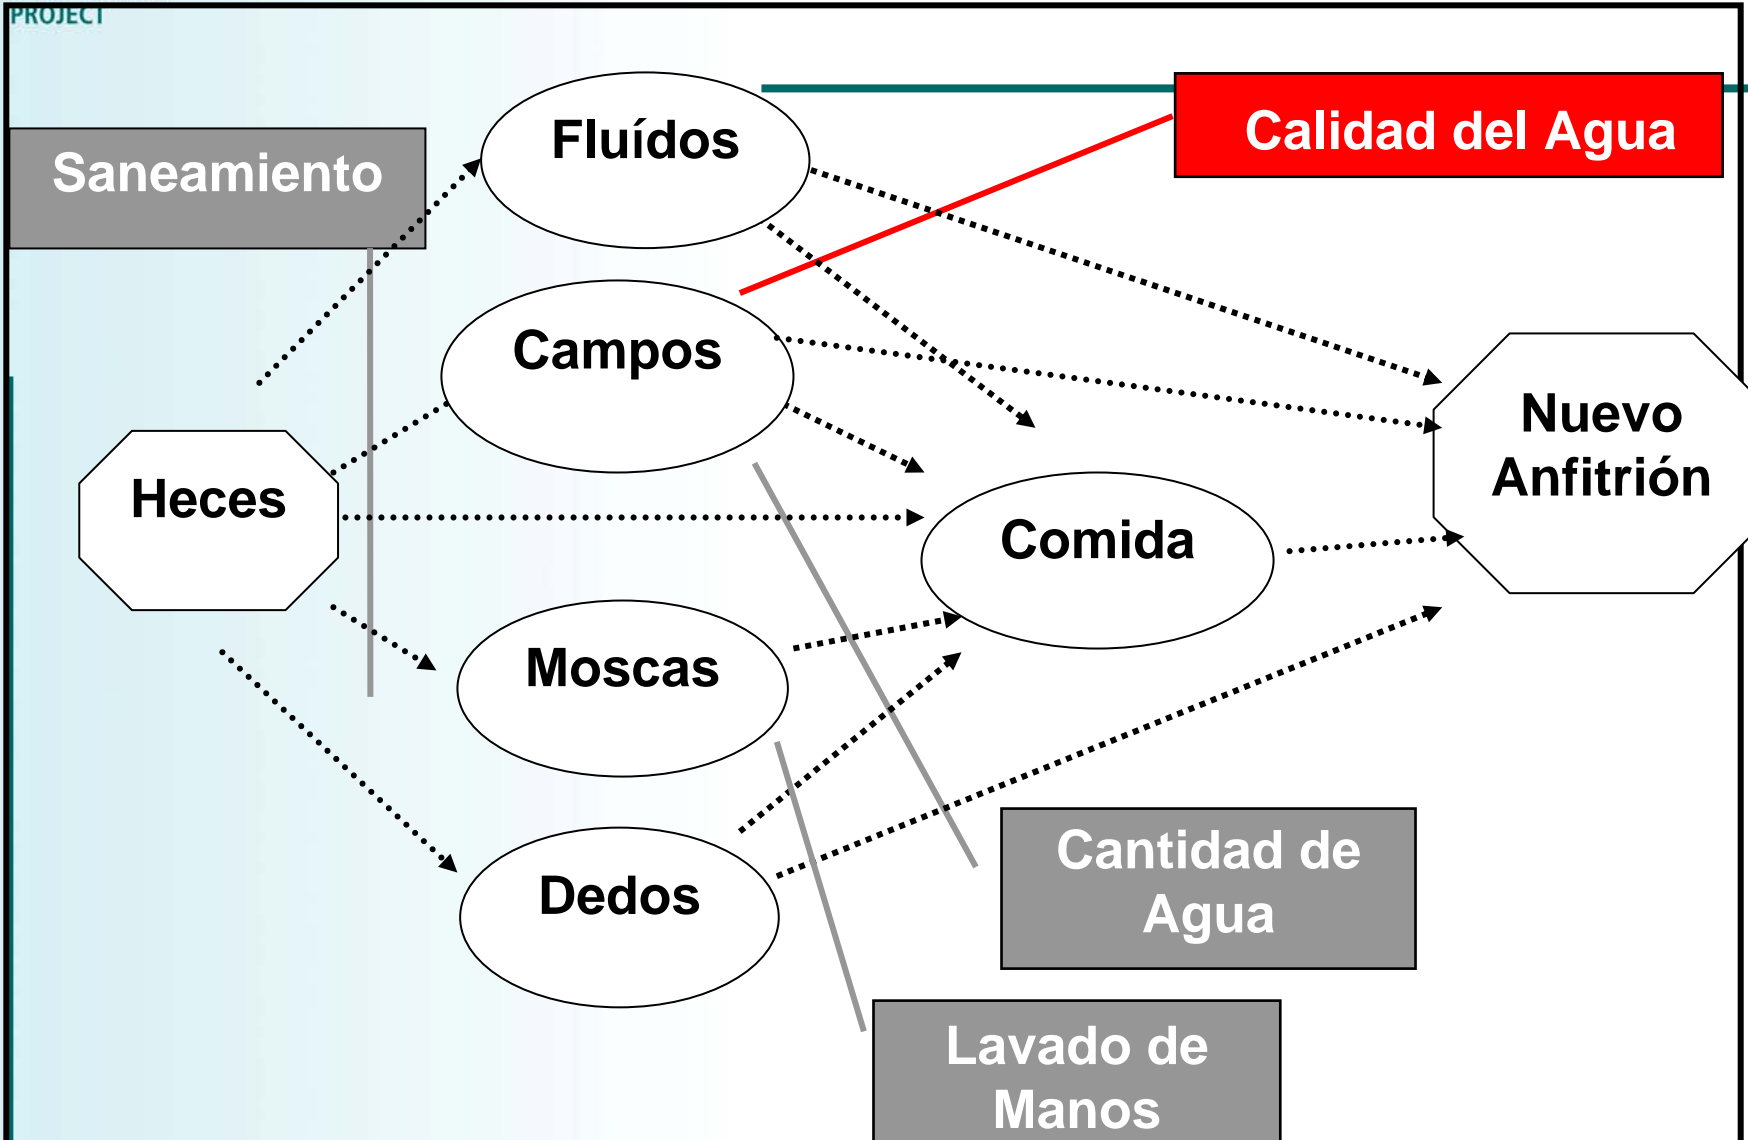 PROJECT
Fluídos
Calidad del Agua
Saneamiento
Campos
Nuevo
Anfitrión
Heces
Comida
Moscas
Dedos
Cantidad de
Agua
Lavado de
Manos